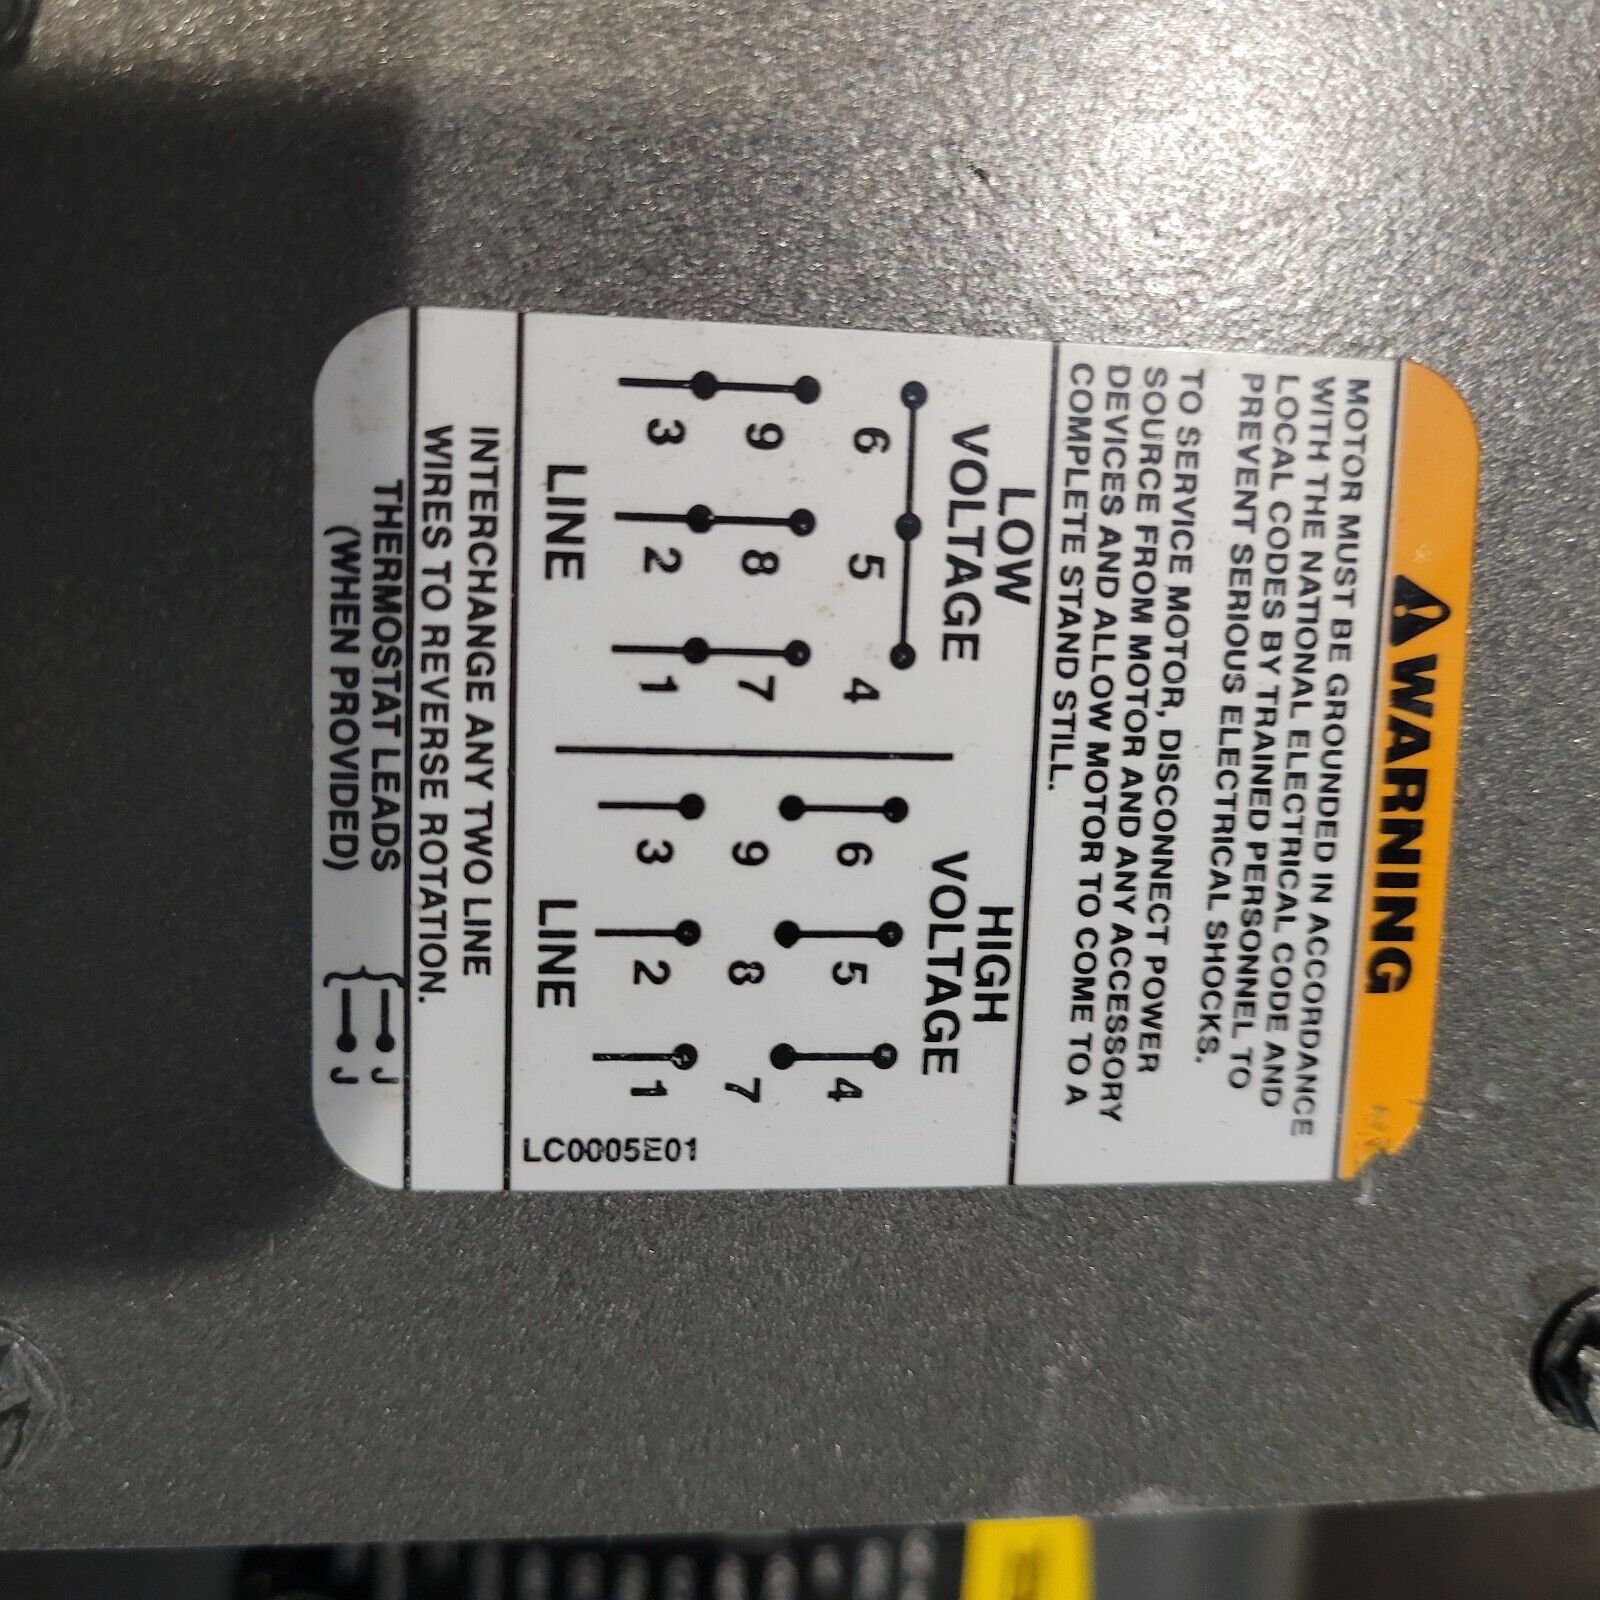 WARNING
MOTOR MUST BE GROUNDED IN ACCORDANCE
WITH THE NATIONAL ELECTRICAL CODE AND
LOCAL CODES BY TRAINED PERSONNEL TO
PREVENT SERIOUS ELECTRICAL SHOCKS.
TO SERVICE MOTOR, DISCONNECT POWER
SOURCE FROM MOTOR AND ANY ACCESSORY
DEVICES AND ALLOW MOTOR TO COME TO A
COMPLETE STAND STILL.
LOW
VOLTAGE
6 5 4
9 8 7
3 2 1
LINE
HIGH
VOLTAGE
6 5 4
9 8 7
3 2 1
LINE
LC0005E01
INTERCHANGE ANY TWO LINE
WIRES TO REVERSE ROTATION.
THERMOSTAT LEADS
(WHEN PROVIDED)
J
J